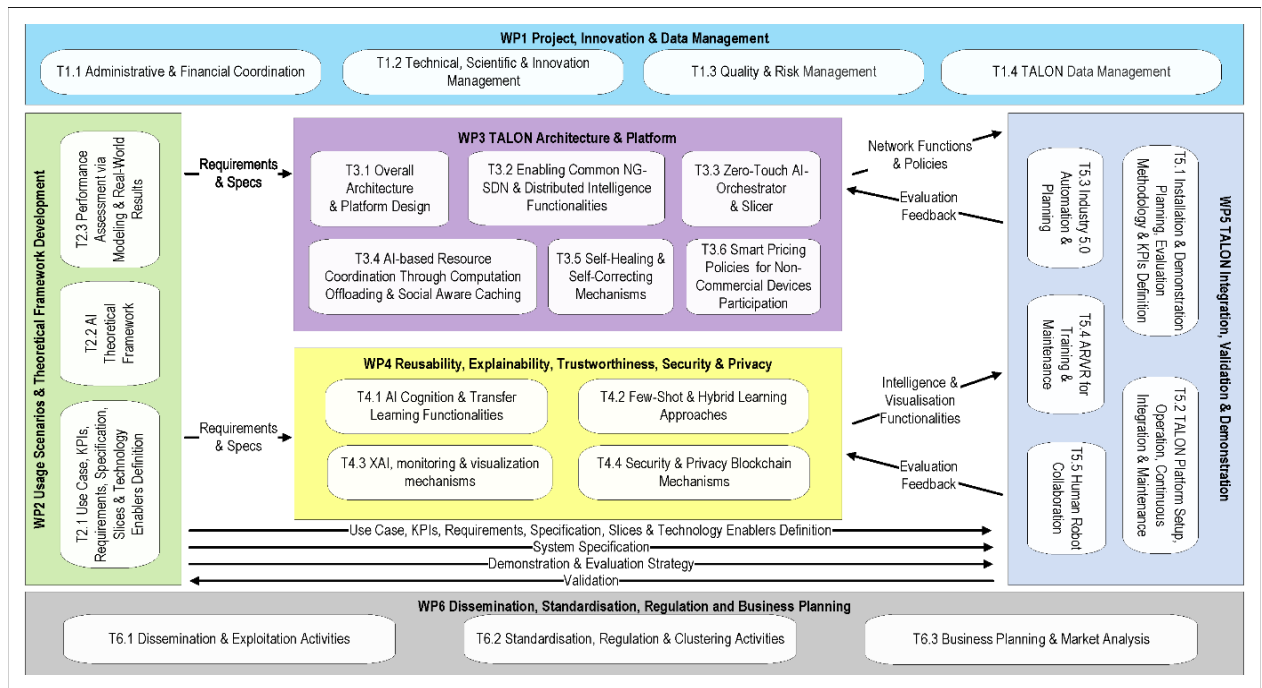 WP1 Project, Innovation & Data Management
T1.1 Administrative & Financial Coordination
T1.2 Technical, Scientific & Innovation
Management
T1.3 Quality & Risk Management
T1.4 TALON Data Management
WP2 Usage Scenarios & Theoretical Framework Development
T2.3 Performance
Assessment via
Modeling & Real-World
Results
T2.2 AI
Theoretical
Framework
T2.1 Use Case, KPIs,
Requirements, Specification,
Slices & Technology
Enablers Definition
Requirements
& Specs
Requirements
& Specs
WP3 TALON Architecture & Platform
T3.1 Overall
Architecture
& Platform Design
T3.2 Enabling Common NG-
SDN & Distributed Intelligence
Functionalities
T3.3 Zero-Touch AI-
Orchestrator
& Slicer
T3.4 AI-based Resource
Coordination Through Computation
Offloading & Social Aware Caching
T3.5 Self-Healing &
Self-Correcting
Mechanisms
T3.6 Smart Pricing
Policies for Non-
Commercial Devices
Participation
WP4 Reusability, Explainability, Trustworthiness, Security & Privacy
T4.1 AI Cognition & Transfer
Learning Functionalities
T4.2 Few-Shot & Hybrid Learning
Approaches
T4.3 XAI, monitoring & visualization
mechanisms
T4.4 Security & Privacy Blockchain
Mechanisms
Network Functions
& Policies
Evaluation
Feedback
Intelligence &
Visualisation
Functionalities
Evaluation
Feedback
T5.3 Industry 5.0
Automation &
Planning
T5.4 AR/VR for
Training &
Maintenance
T5.5 Human Robot
Collaboration
T5.1 Installation & Demonstration
Planning, Evaluation
Methodology & KPIs Definition
T5.2 TALON Platform Setup,
Operation, Continuous
Integration & Maintenance
WP5 TALON Integration, Validation & Demonstration
Use Case, KPIs, Requirements, Specification, Slices & Technology Enablers Definition
System Specification
Demonstration & Evaluation Strategy
Validation
WP6 Dissemination, Standardisation, Regulation and Business Planning
T6.1 Dissemination & Exploitation Activities
T6.2 Standardisation, Regulation & Clustering Activities
T6.3 Business Planning & Market Analysis